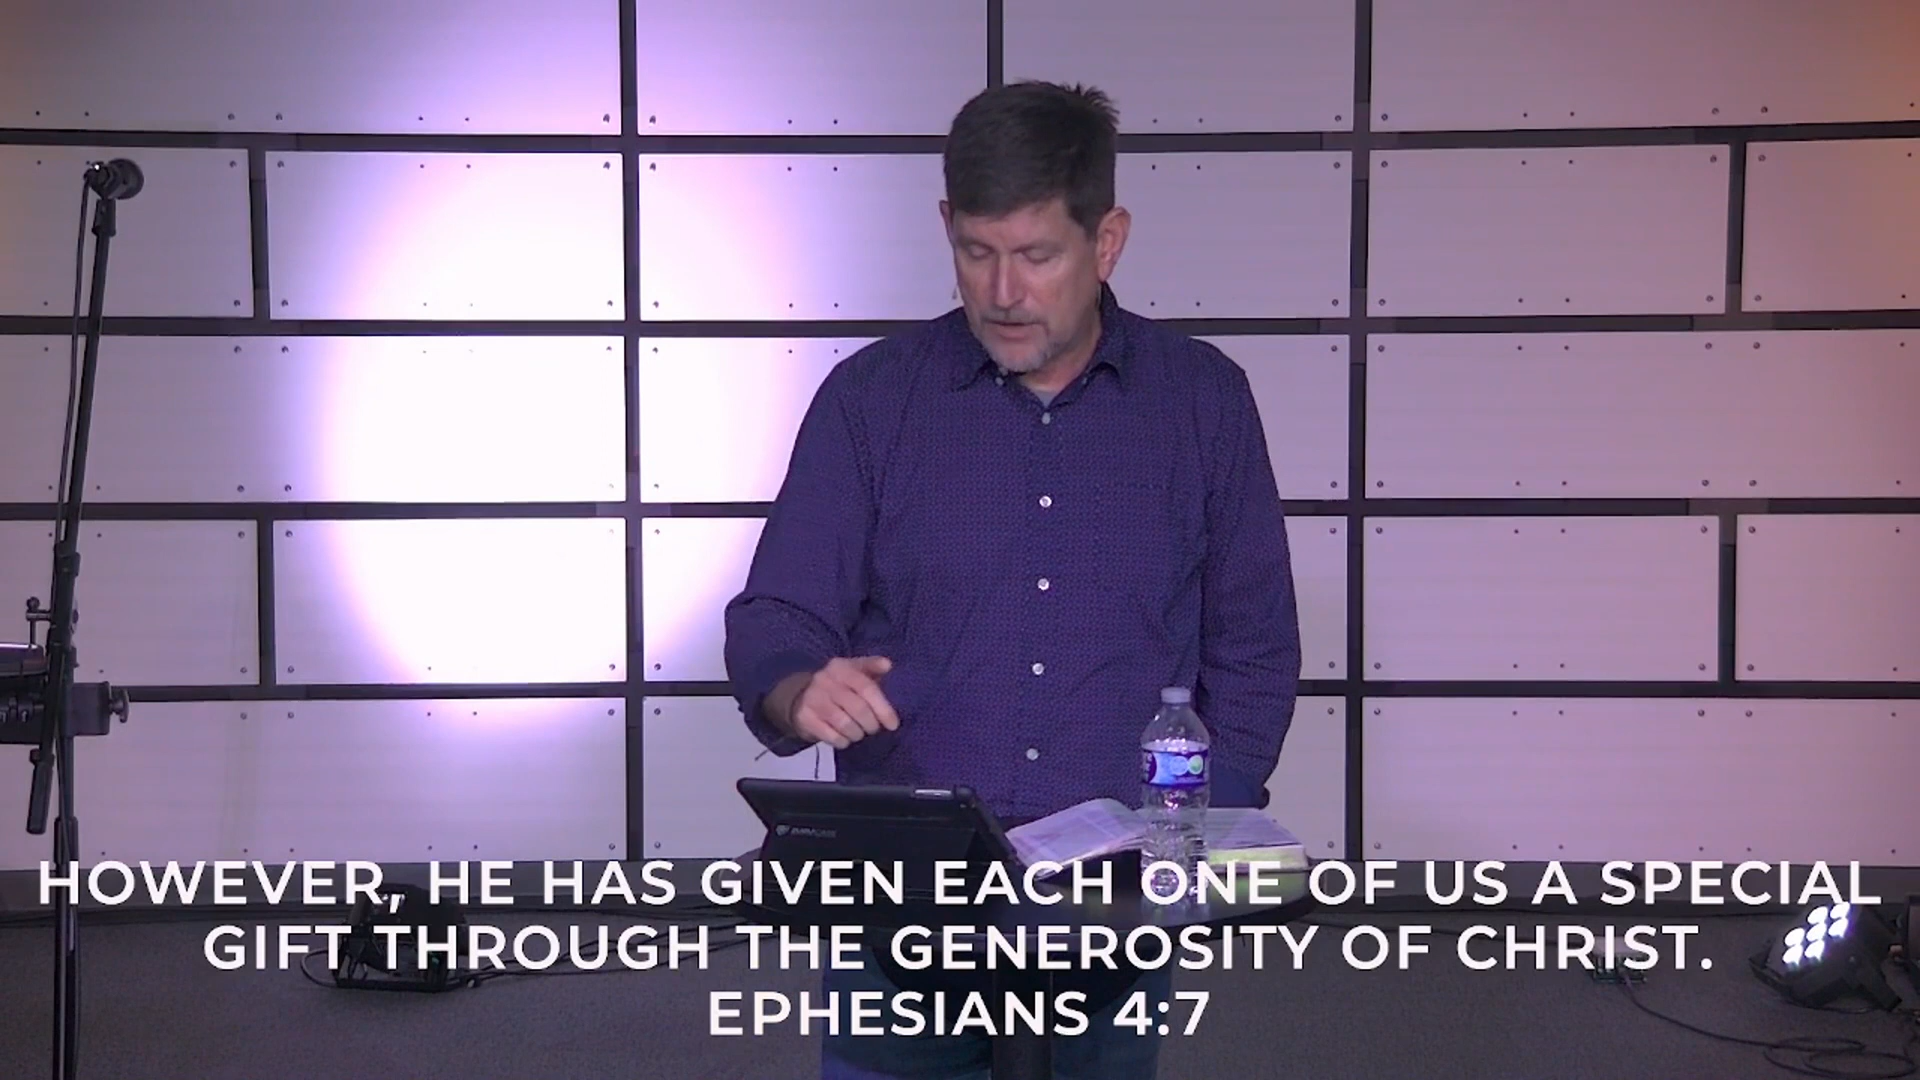 HOWEVER, HE HAS GIVEN EACH ONE OF US A SPECIAL
GIFT THROUGH THE GENEROSITY OF CHRIST.
EPHESIANS 4:7